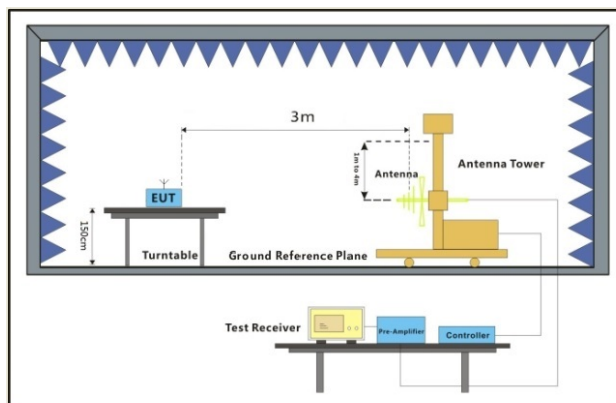 3m
1m to 4m
Antenna
Antenna Tower
EUT
150cm
Turntable
Ground Reference Plane
Test Receiver
Pre-Amplifier
Controller